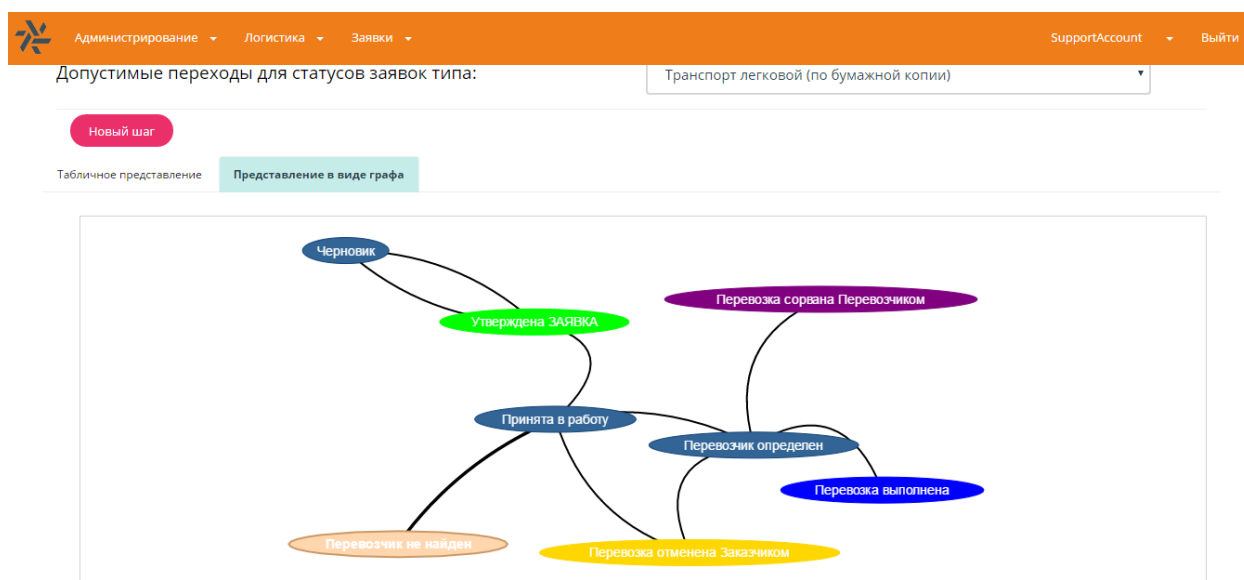 Администрирование Логистика Заявки SupportAccount Выйти
Допустимые переходы для статусов заявок типа: Транспорт легковой (по бумажной копии)
Новый шаг
Табличное представление Представление в виде графа
Черновик
Перевозка сорвана Перевозчиком
Утверждена ЗАЯВКА
Принята в работу
Перевозчик определен
Перевозка выполнена
Перевозчик не найден
Перевозка отменена Заказчиком